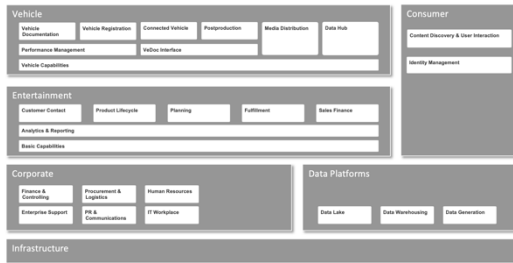 Vehicle
Vehicle
Documentation
Vehicle Registration
Connected Vehicle
Postproduction
Media Distribution
Data Hub
Performance Management
VeDoc Interface
Vehicle Capabilities
Consumer
Content Discovery & User Interaction
Identity Management
Entertainment
Customer Contact
Product Lifecycle
Planning
Fulfillment
Sales Finance
Analytics & Reporting
Basic Capabilities
Corporate
Finance &
Controlling
Procurement &
Logistics
Human Resources
Enterprise Support
PR &
Communications
IT Workplace
Data Platforms
Data Lake
Data Warehousing
Data Generation
Infrastructure